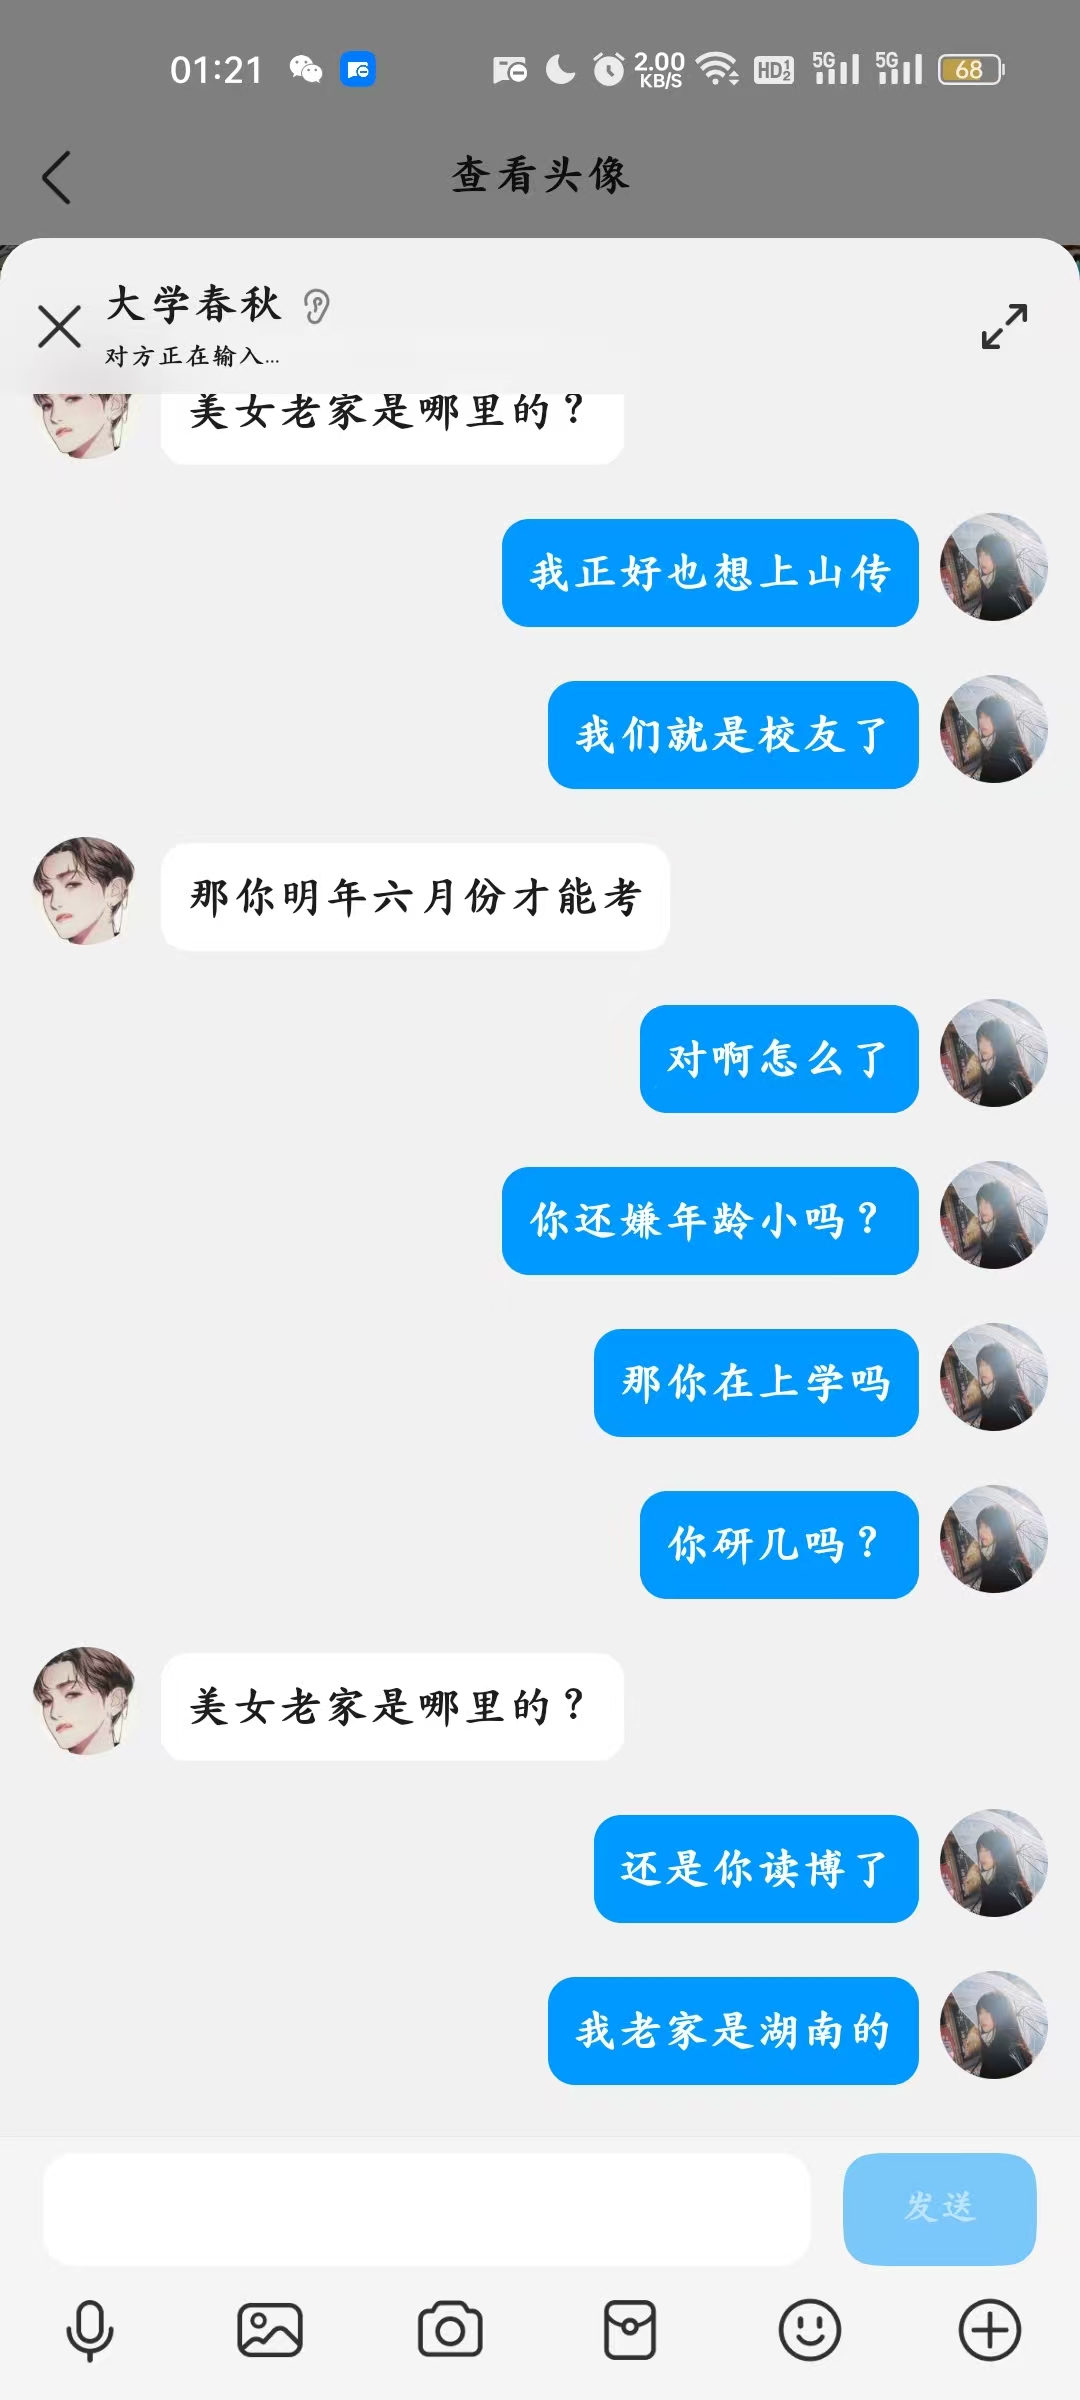 01:21
2.00
KB/S
HD
1
2
5G
5G
68
查看头像
大学春秋
对方正在输入...
美女老家是哪里的？
我正好也想上山传
我们就是校友了
那你明年六月份才能考
对啊怎么了
你还嫌年龄小吗？
那你在上学吗
你研几吗？
美女老家是哪里的？
还是你读博了
我老家是湖南的
发送